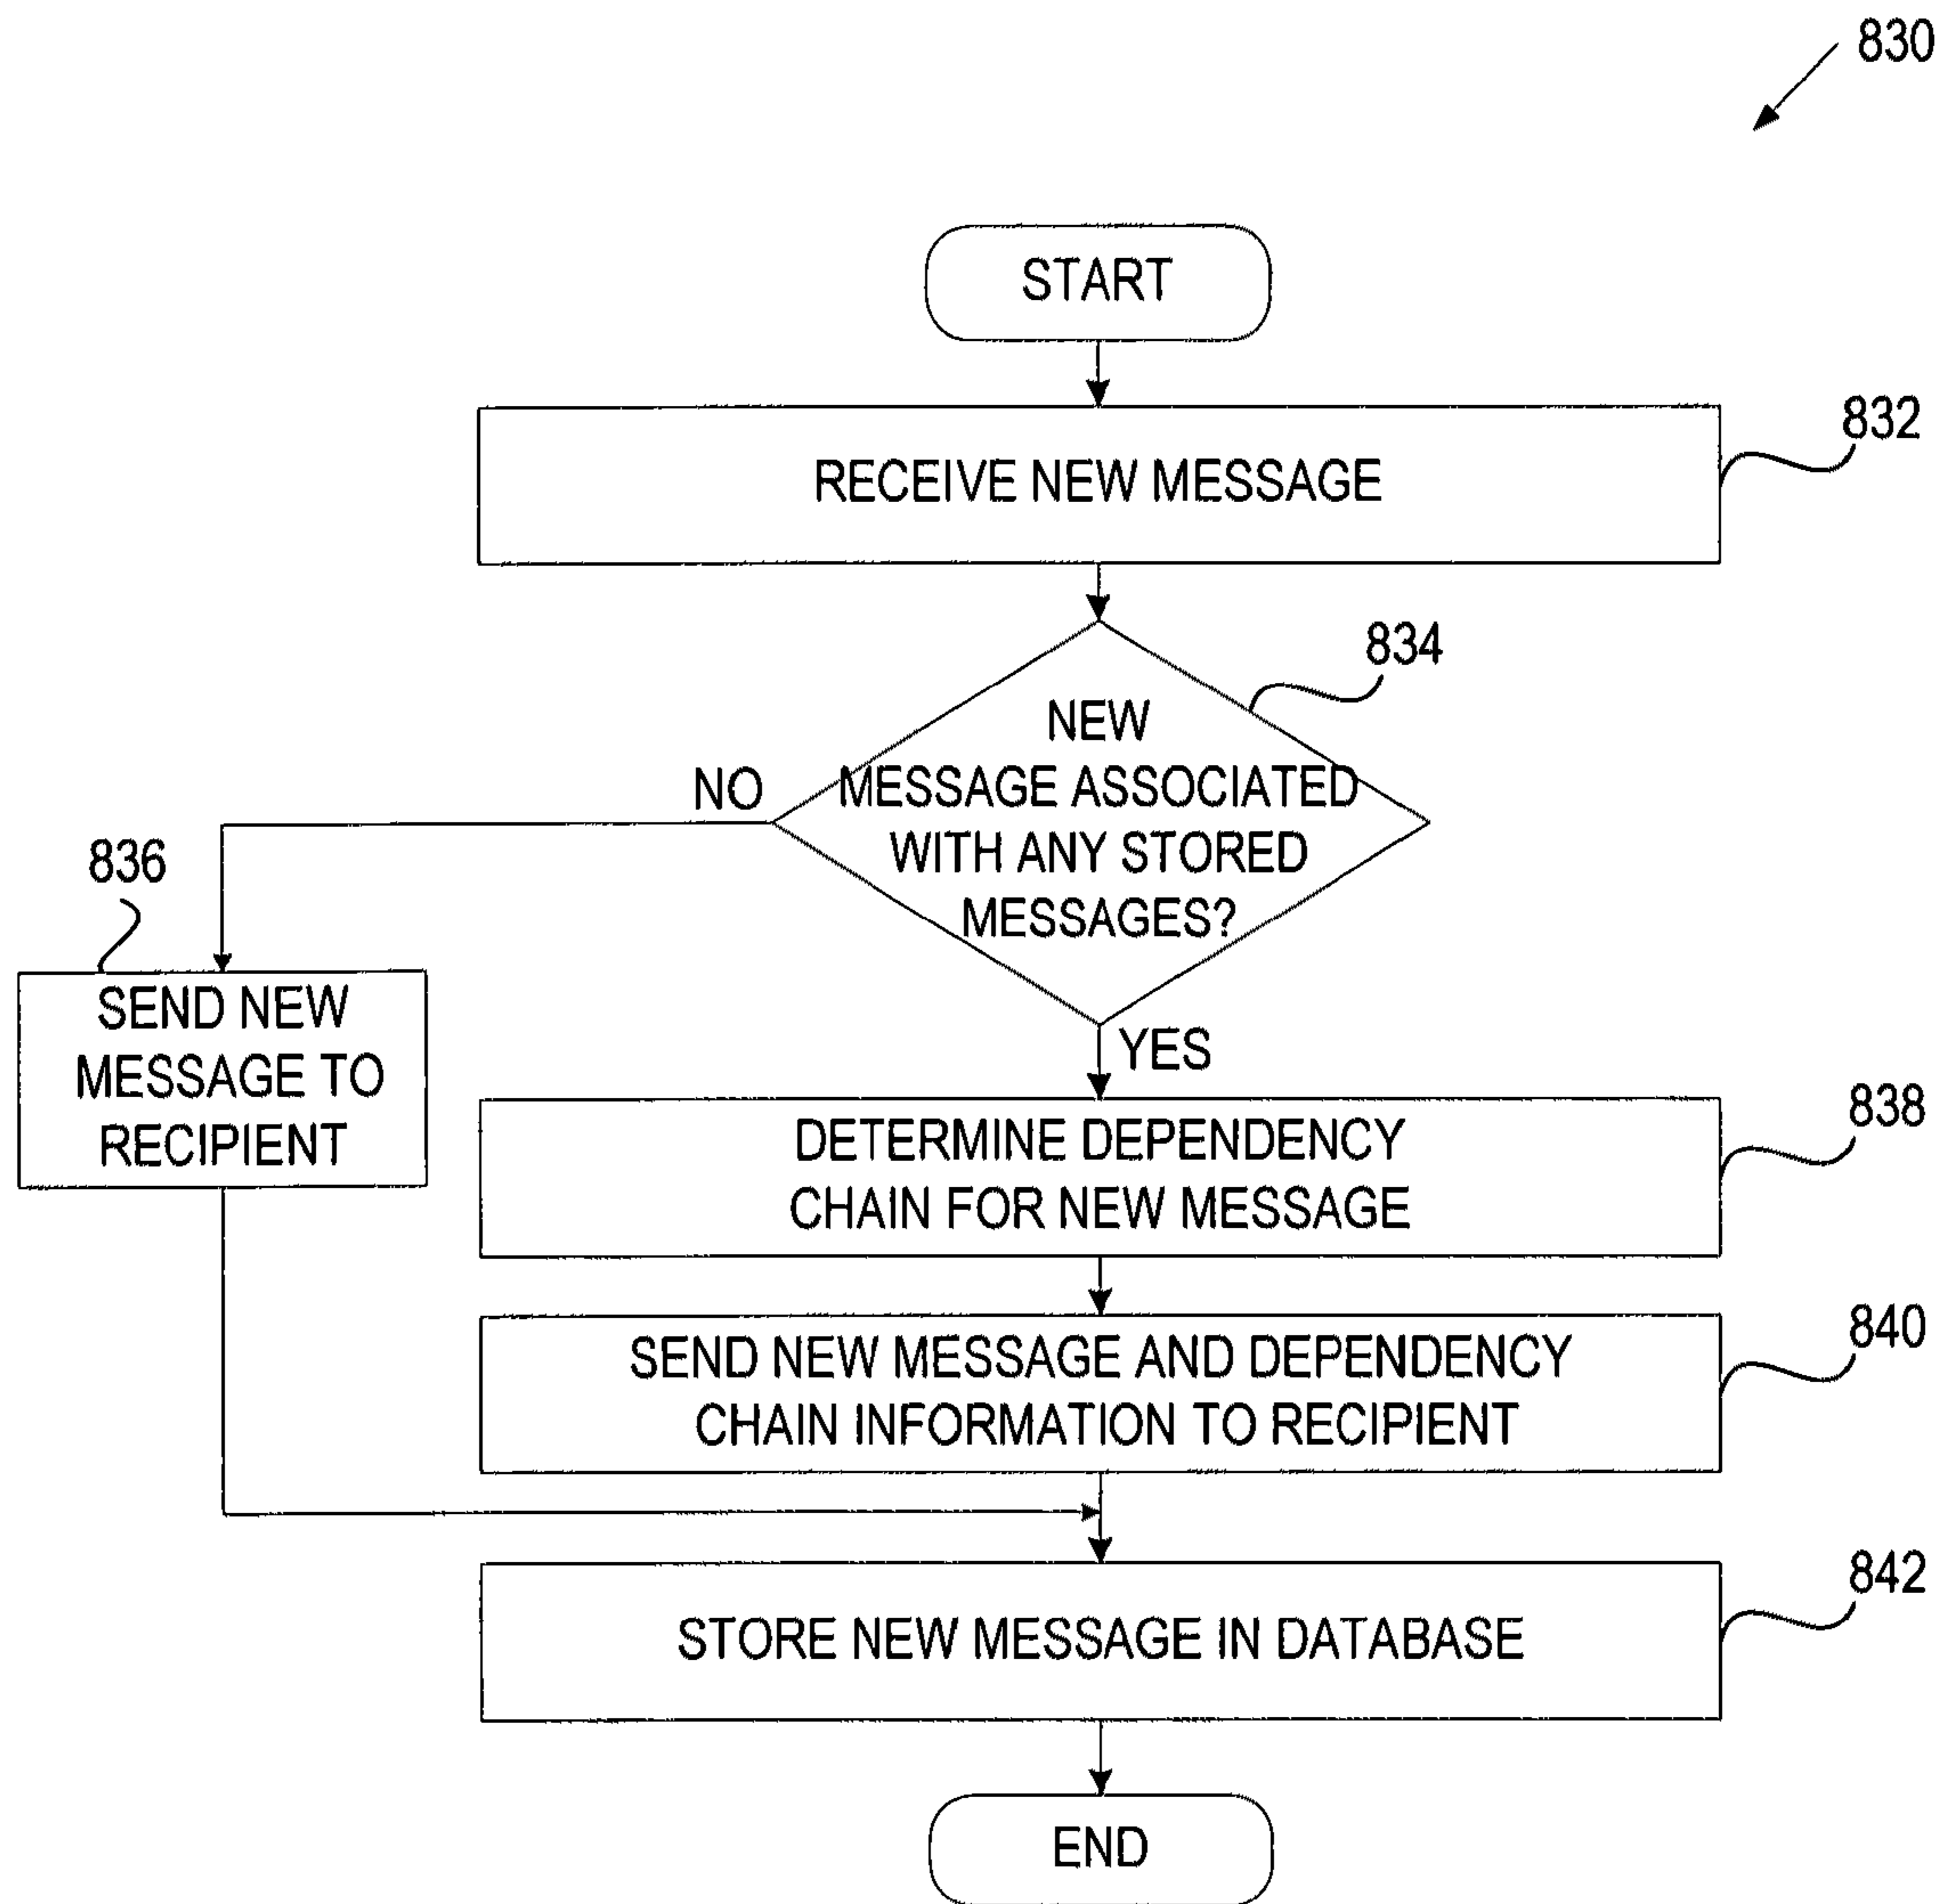 830
START
RECEIVE NEW MESSAGE
832
834
NEW
MESSAGE ASSOCIATED
WITH ANY STORED
MESSAGES?
NO
YES
836
SEND NEW
MESSAGE TO
RECIPIENT
DETERMINE DEPENDENCY
CHAIN FOR NEW MESSAGE
838
SEND NEW MESSAGE AND DEPENDENCY
CHAIN INFORMATION TO RECIPIENT
840
STORE NEW MESSAGE IN DATABASE
842
END